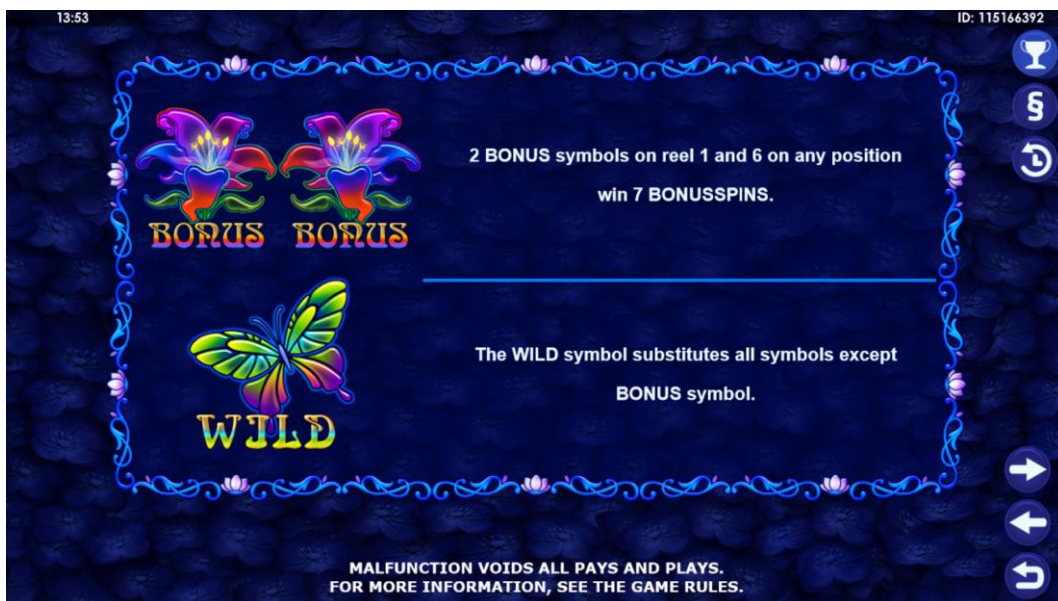 13:53
ID: 115166392
§
2 BONUS symbols on reel 1 and 6 on any position
win 7 BONUSSPINS.
BONUS BONUS
The WILD symbol substitutes all symbols except
BONUS symbol.
WILD
MALFUNCTION VOIDS ALL PAYS AND PLAYS.
FOR MORE INFORMATION, SEE THE GAME RULES.